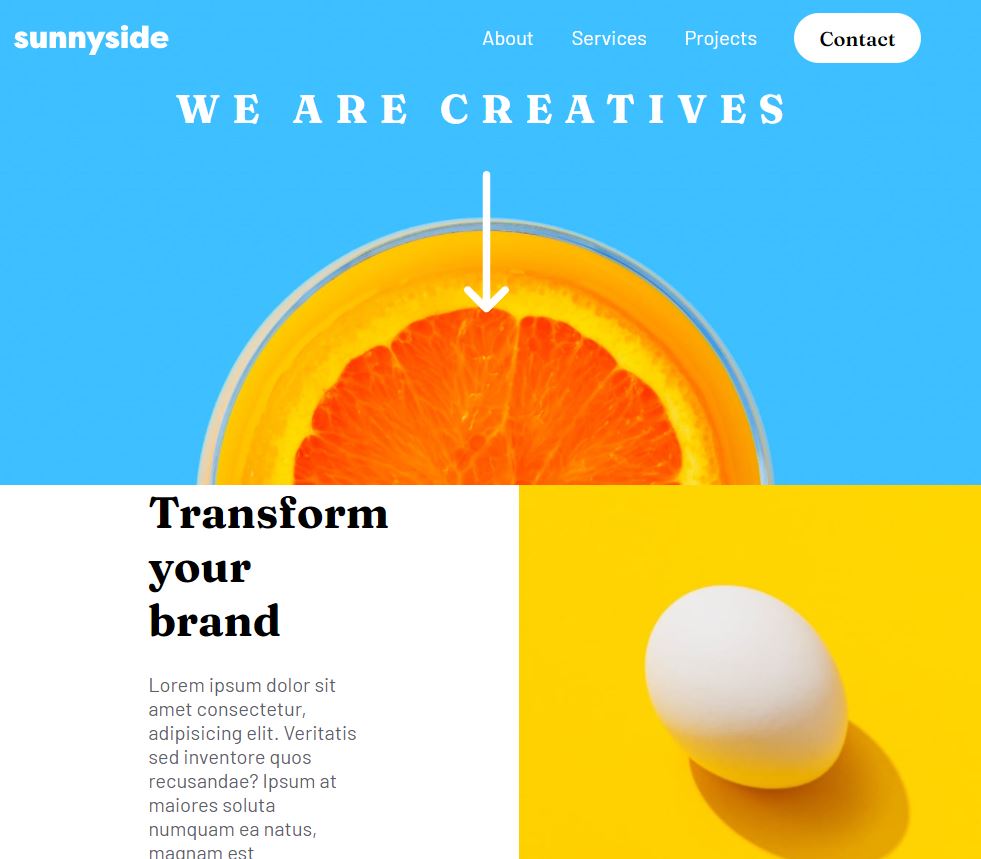 sunnyside
About Services Projects Contact
WE ARE CREATIVES
Transform
your
brand
Lorem ipsum dolor sit
amet consectetur,
adipisicing elit. Veritatis
sed inventore quos
recusandae? Ipsum at
maiores soluta
numquam ea natus,
magnam est